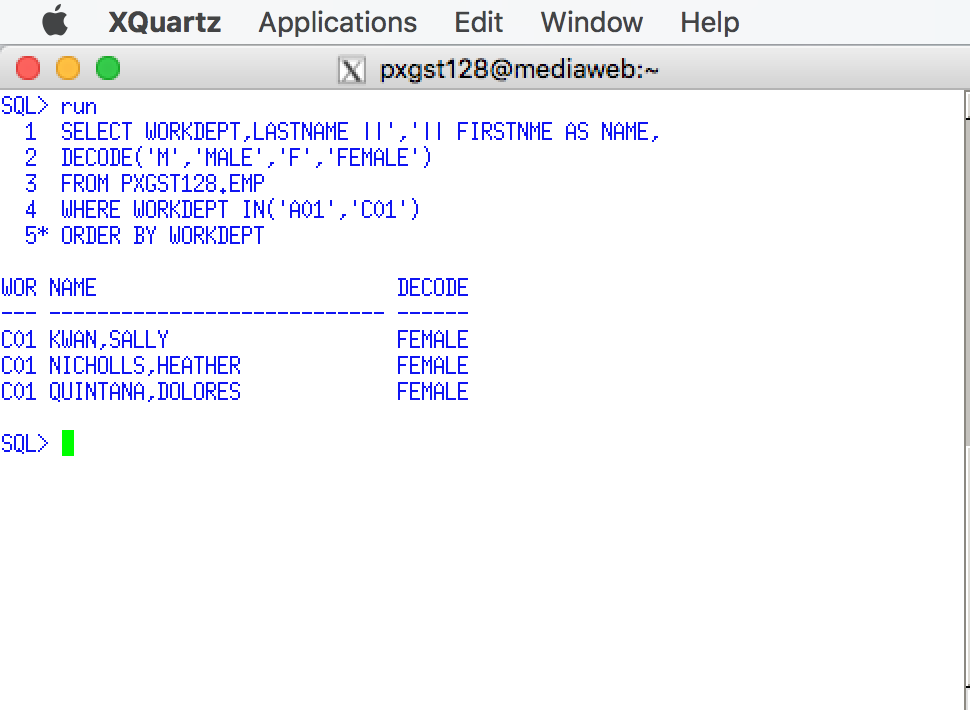 XQuartz Applications Edit Window Help
X pxgst128@mediaweb:~
SQL> run
  1  SELECT WORKDEPT,LASTNAME ||','|| FIRSTNME AS NAME,
  2  DECODE('M','MALE','F','FEMALE')
  3  FROM PXGST128.EMP
  4  WHERE WORKDEPT IN('A01','C01')
  5* ORDER BY WORKDEPT
WOR NAME                         DECODE
--- ---------------------------- ------
C01 KWAN,SALLY                   FEMALE
C01 NICHOLLS,HEATHER             FEMALE
C01 QUINTANA,DOLORES             FEMALE
SQL>